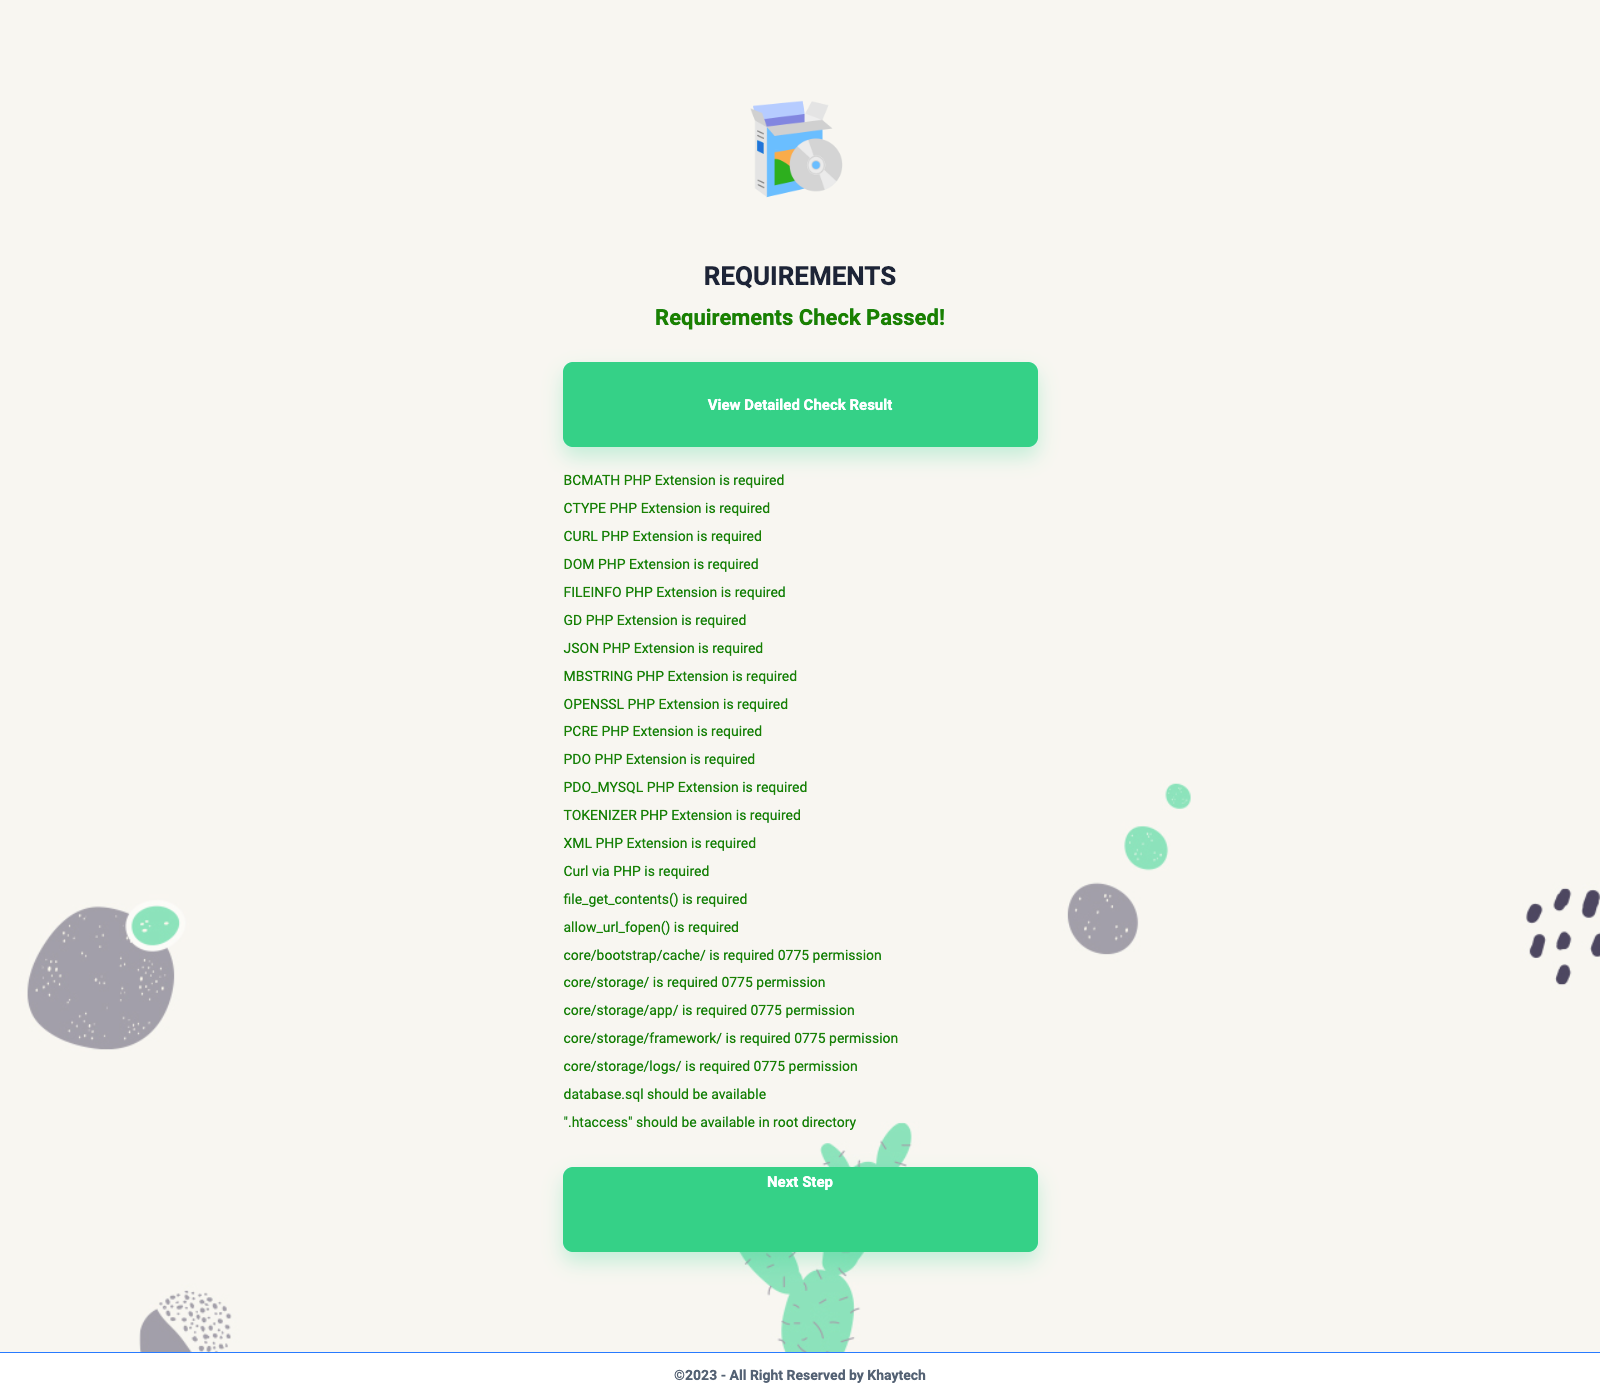 REQUIREMENTS
Requirements Check Passed!
View Detailed Check Result
BCMATH PHP Extension is required
CTYPE PHP Extension is required
CURL PHP Extension is required
DOM PHP Extension is required
FILEINFO PHP Extension is required
GD PHP Extension is required
JSON PHP Extension is required
MBSTRING PHP Extension is required
OPENSSL PHP Extension is required
PCRE PHP Extension is required
PDO PHP Extension is required
PDO_MYSQL PHP Extension is required
TOKENIZER PHP Extension is required
XML PHP Extension is required
Curl via PHP is required
file_get_contents() is required
allow_url_fopen() is required
core/bootstrap/cache/ is required 0775 permission
core/storage/ is required 0775 permission
core/storage/app/ is required 0775 permission
core/storage/framework/ is required 0775 permission
core/storage/logs/ is required 0775 permission
database.sql should be available
".htaccess" should be available in root directory
Next Step
©2023 - All Right Reserved by Khaytech